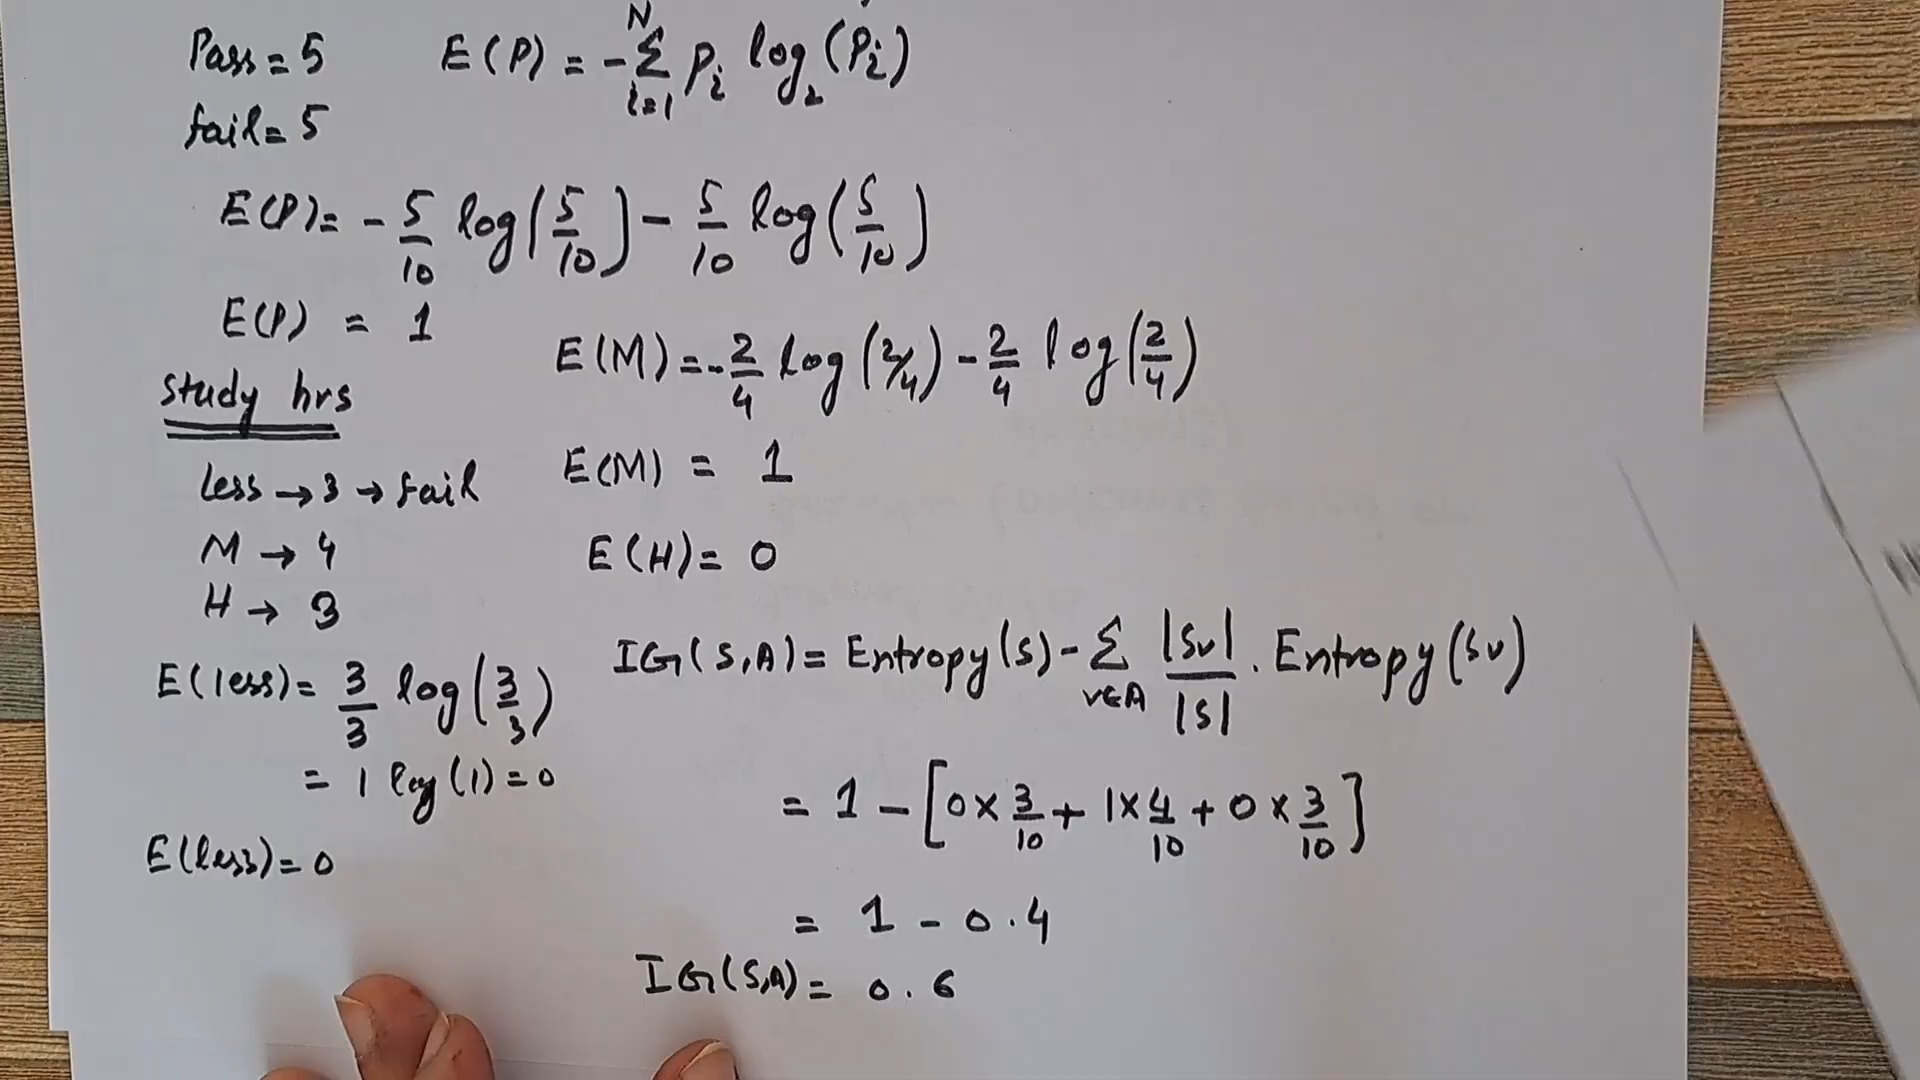 Pass = 5
fail = 5
E(P) = -Σ_{i=1}^{N} Pi log₂(Pi)
E(P) = - 5/10 log(5/10) - 5/10 log(5/10)
E(P) = 1
Study hrs
Less → 3 → fail
M → 4
H → 3
E(less) = 3/3 log(3/3)
= 1 log(1) = 0
E(less) = 0
E(M) = - 2/4 log(2/4) - 2/4 log(2/4)
E(M) = 1
E(H) = 0
IG(S,A) = Entropy(S) - Σ_{v∈A} |Sv|/|S| . Entropy(Sv)
= 1 - [0 × 3/10 + 1 × 4/10 + 0 × 3/10]
= 1 - 0.4
IG(S,A) = 0.6